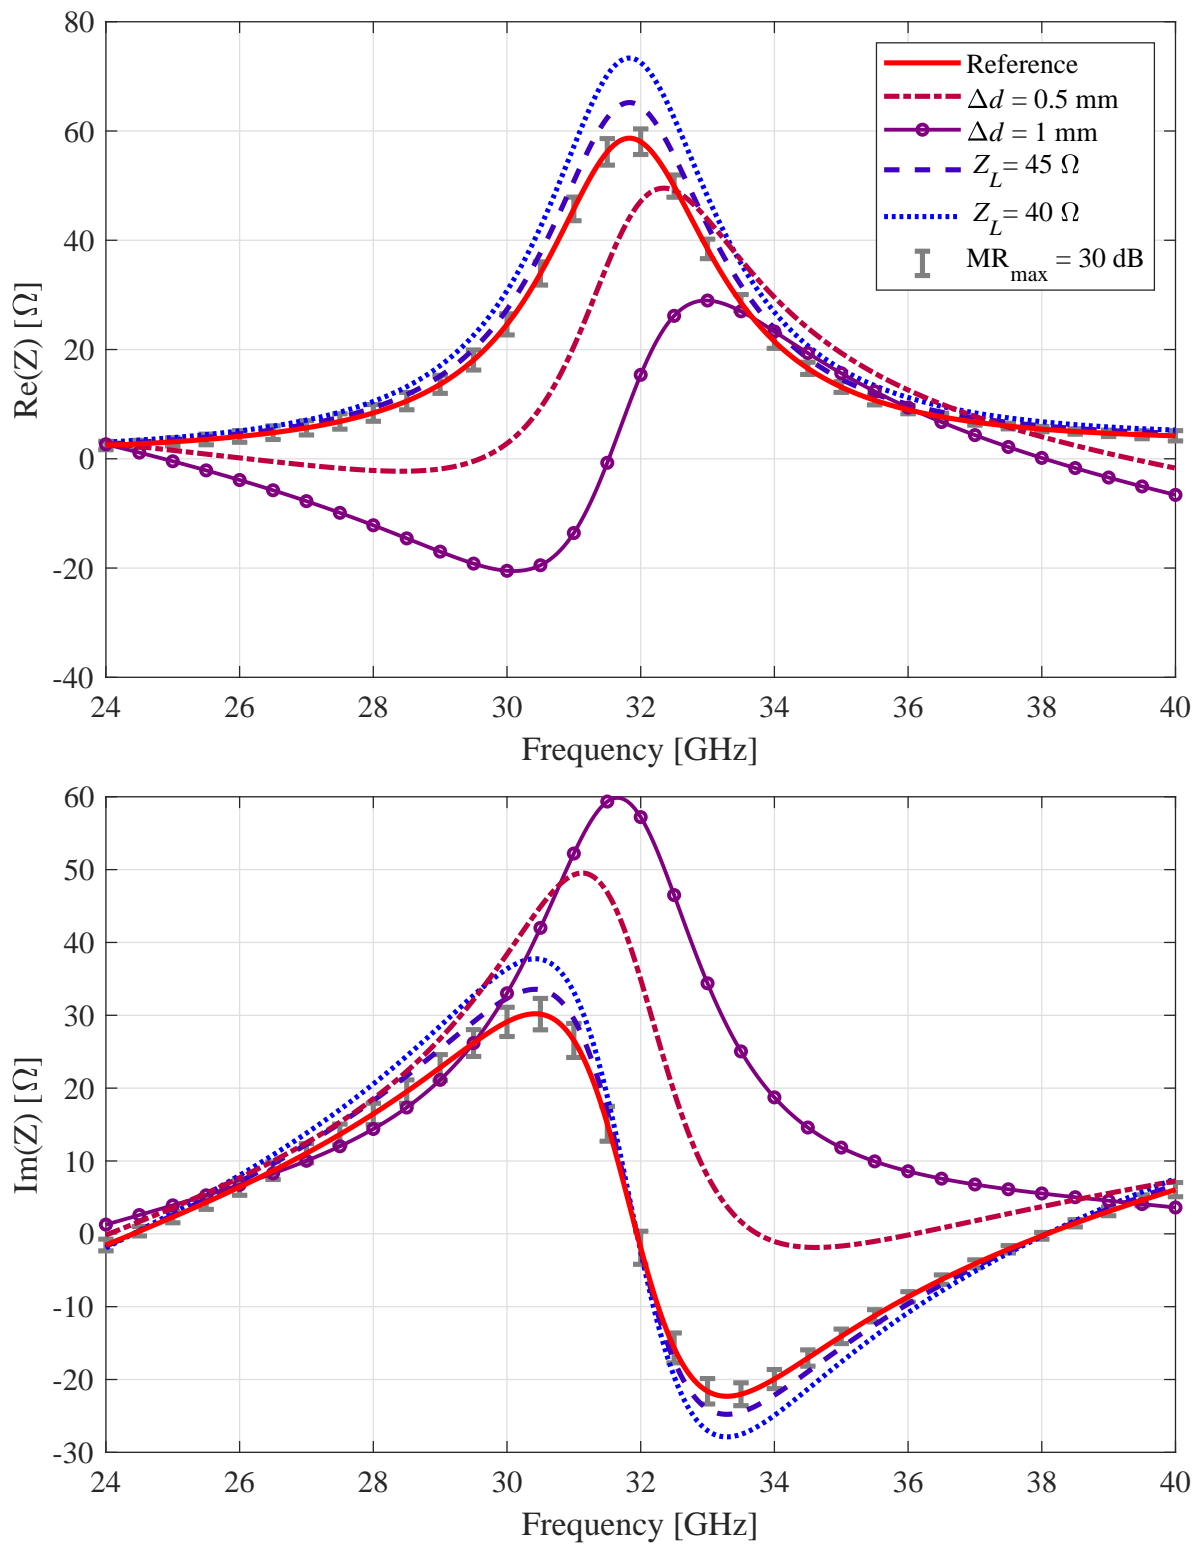 80
60
40
20
0
-20
-40
Re(Z) [Ω]
Reference
Δd = 0.5 mm
Δd = 1 mm
Z_L = 45 Ω
Z_L = 40 Ω
MR_max = 30 dB
24 26 28 30 32 34 36 38 40
Frequency [GHz]
60
50
40
30
20
10
0
-10
-20
-30
Im(Z) [Ω]
24 26 28 30 32 34 36 38 40
Frequency [GHz]